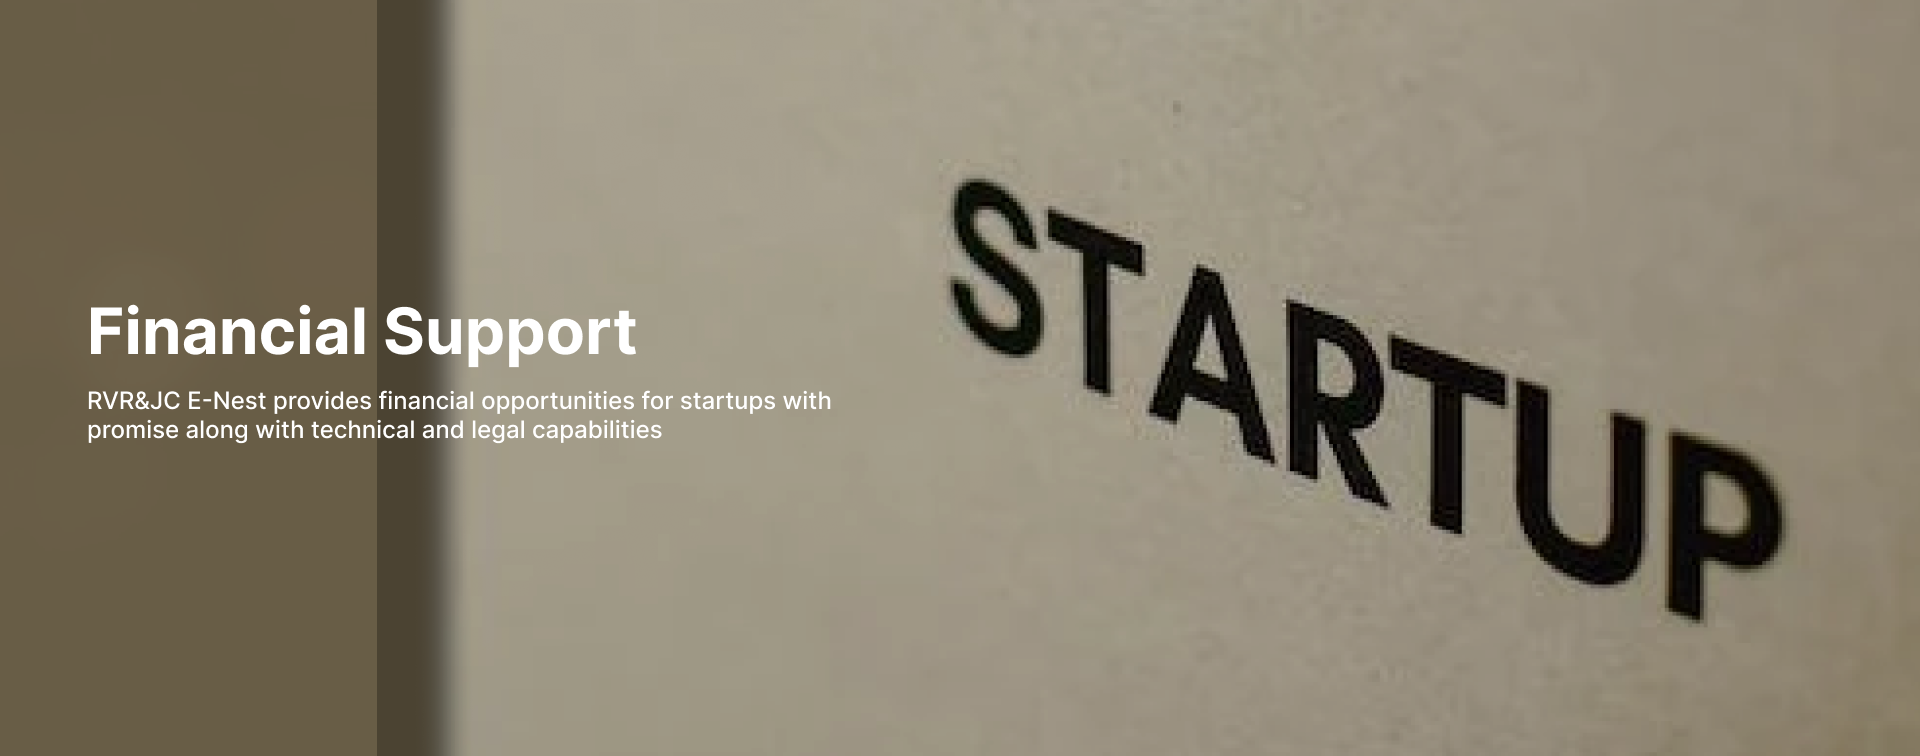 Financial Support
RVR&JC E-Nest provides financial opportunities for startups with
promise along with technical and legal capabilities
STARTUP